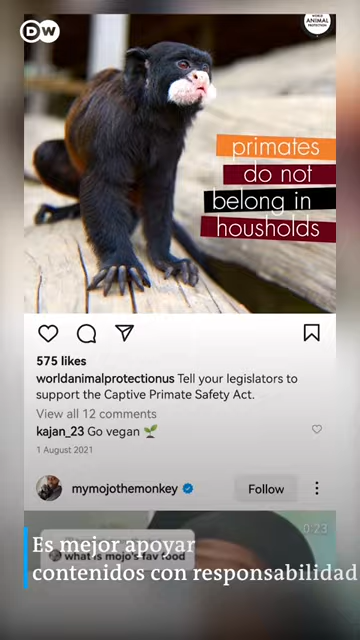 DW
WORLD
ANIMAL
PROTECTION
primates
do not
belong in
housholds
575 likes
worldanimalprotectionus Tell your legislators to
support the Captive Primate Safety Act.
View all 12 comments
kajan_23 Go vegan 🌱
1 August 2021
mymojothemonkey
Follow
0:23
what is mojo's fav food
Es mejor apoyar
contenidos con responsabilidad